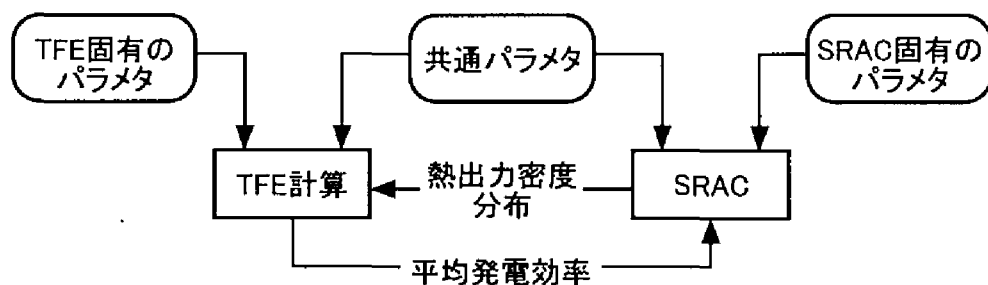 TFE固有の
パラメタ
共通パラメタ
SRAC固有の
パラメタ
TFE計算
熱出力密度
分布
SRAC
平均発電効率